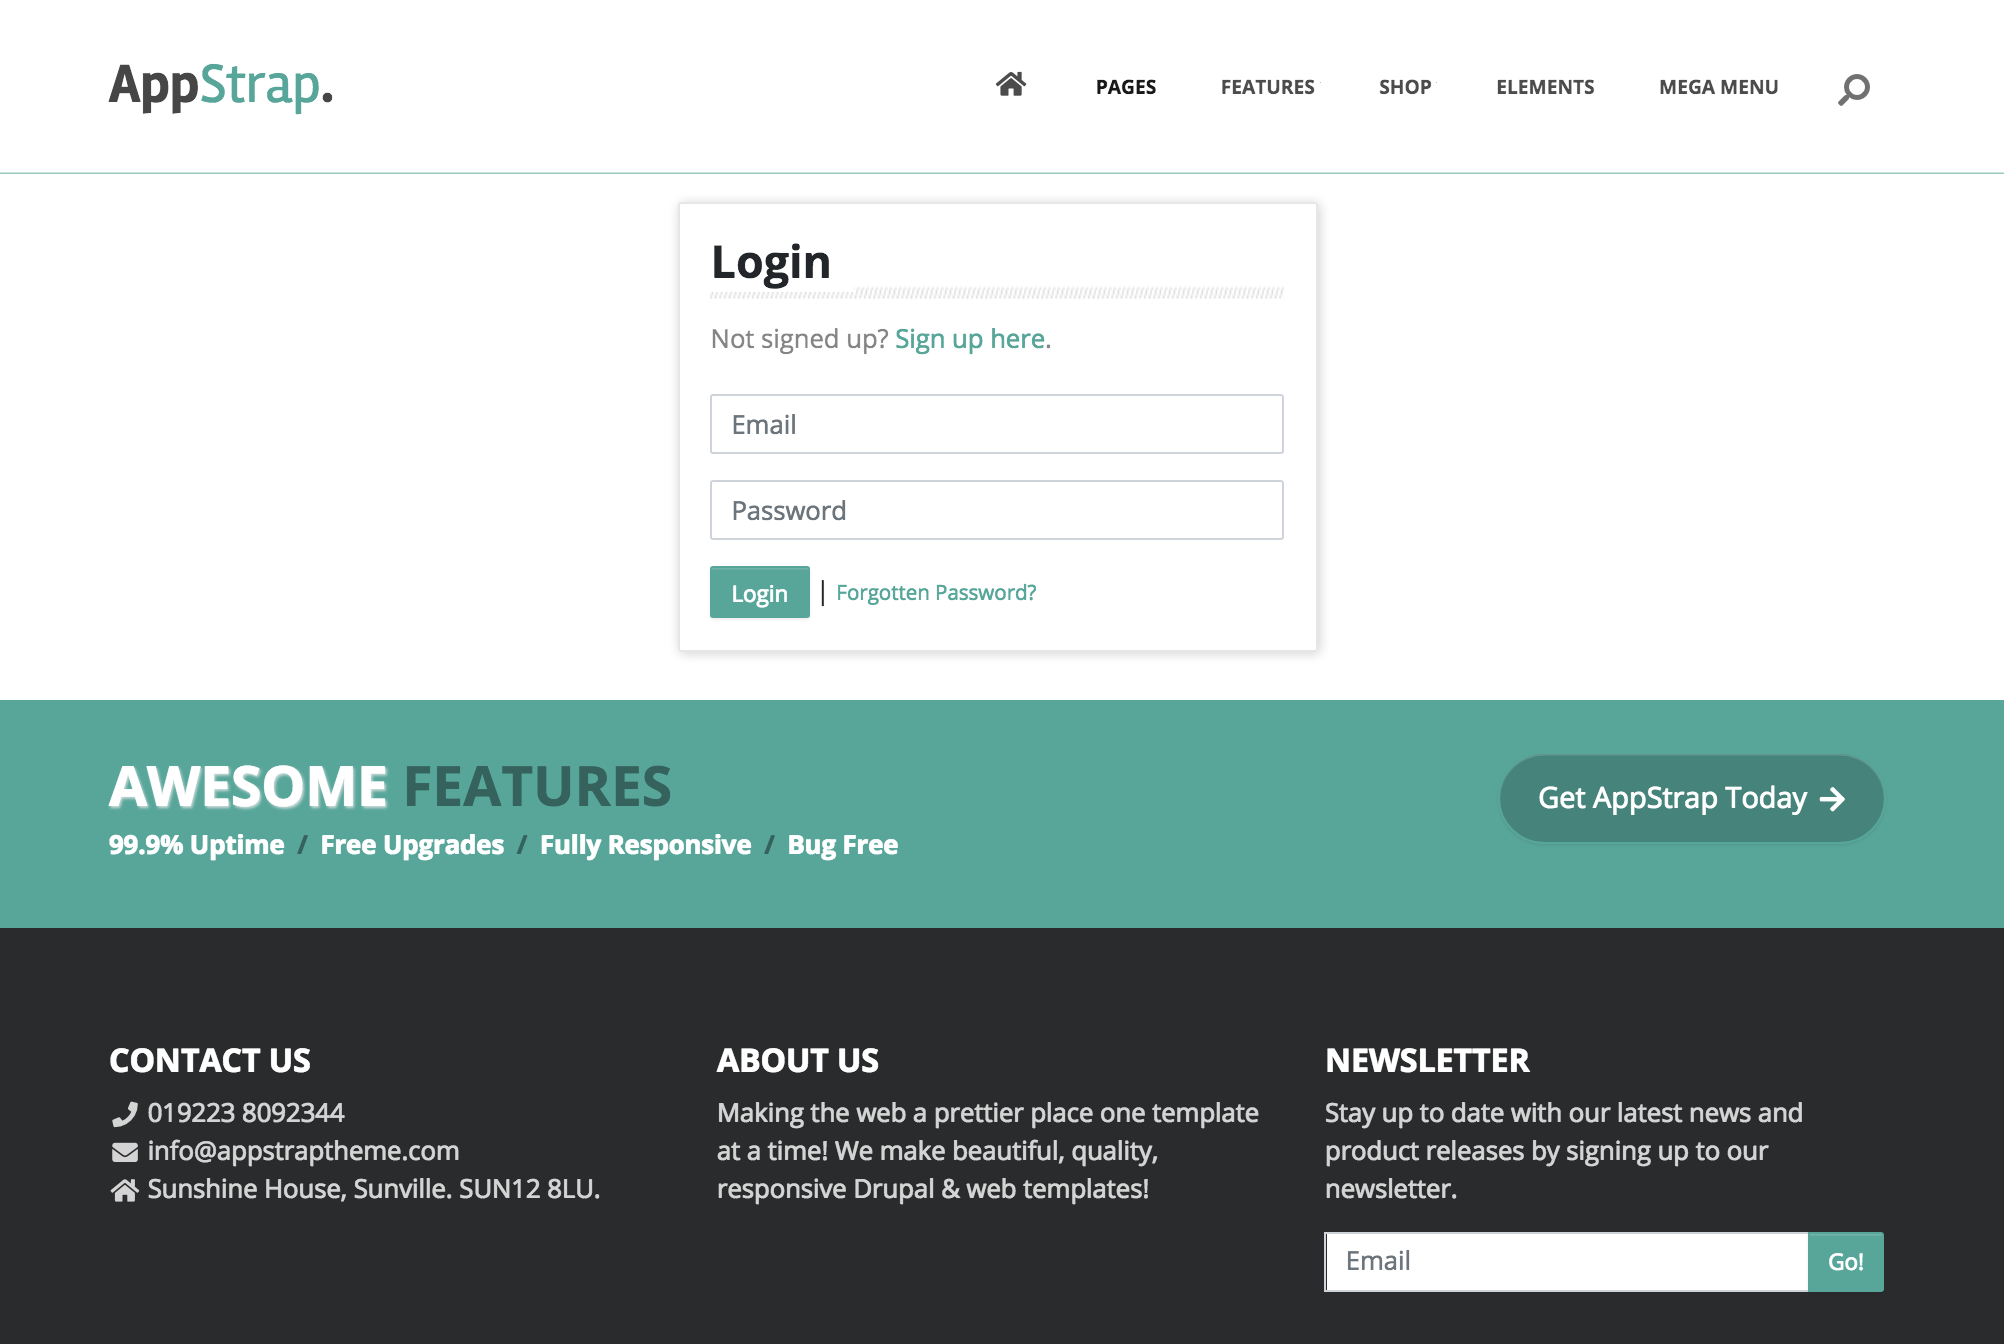 AppStrap.
PAGES FEATURES SHOP ELEMENTS MEGA MENU
Login
Not signed up? Sign up here.
Email
Password
Login | Forgotten Password?
AWESOME FEATURES
99.9% Uptime / Free Upgrades / Fully Responsive / Bug Free
Get AppStrap Today
CONTACT US
019223 8092344
info@appstraptheme.com
Sunshine House, Sunville. SUN12 8LU.
ABOUT US
Making the web a prettier place one template
at a time! We make beautiful, quality,
responsive Drupal & web templates!
NEWSLETTER
Stay up to date with our latest news and
product releases by signing up to our
newsletter.
Email Go!